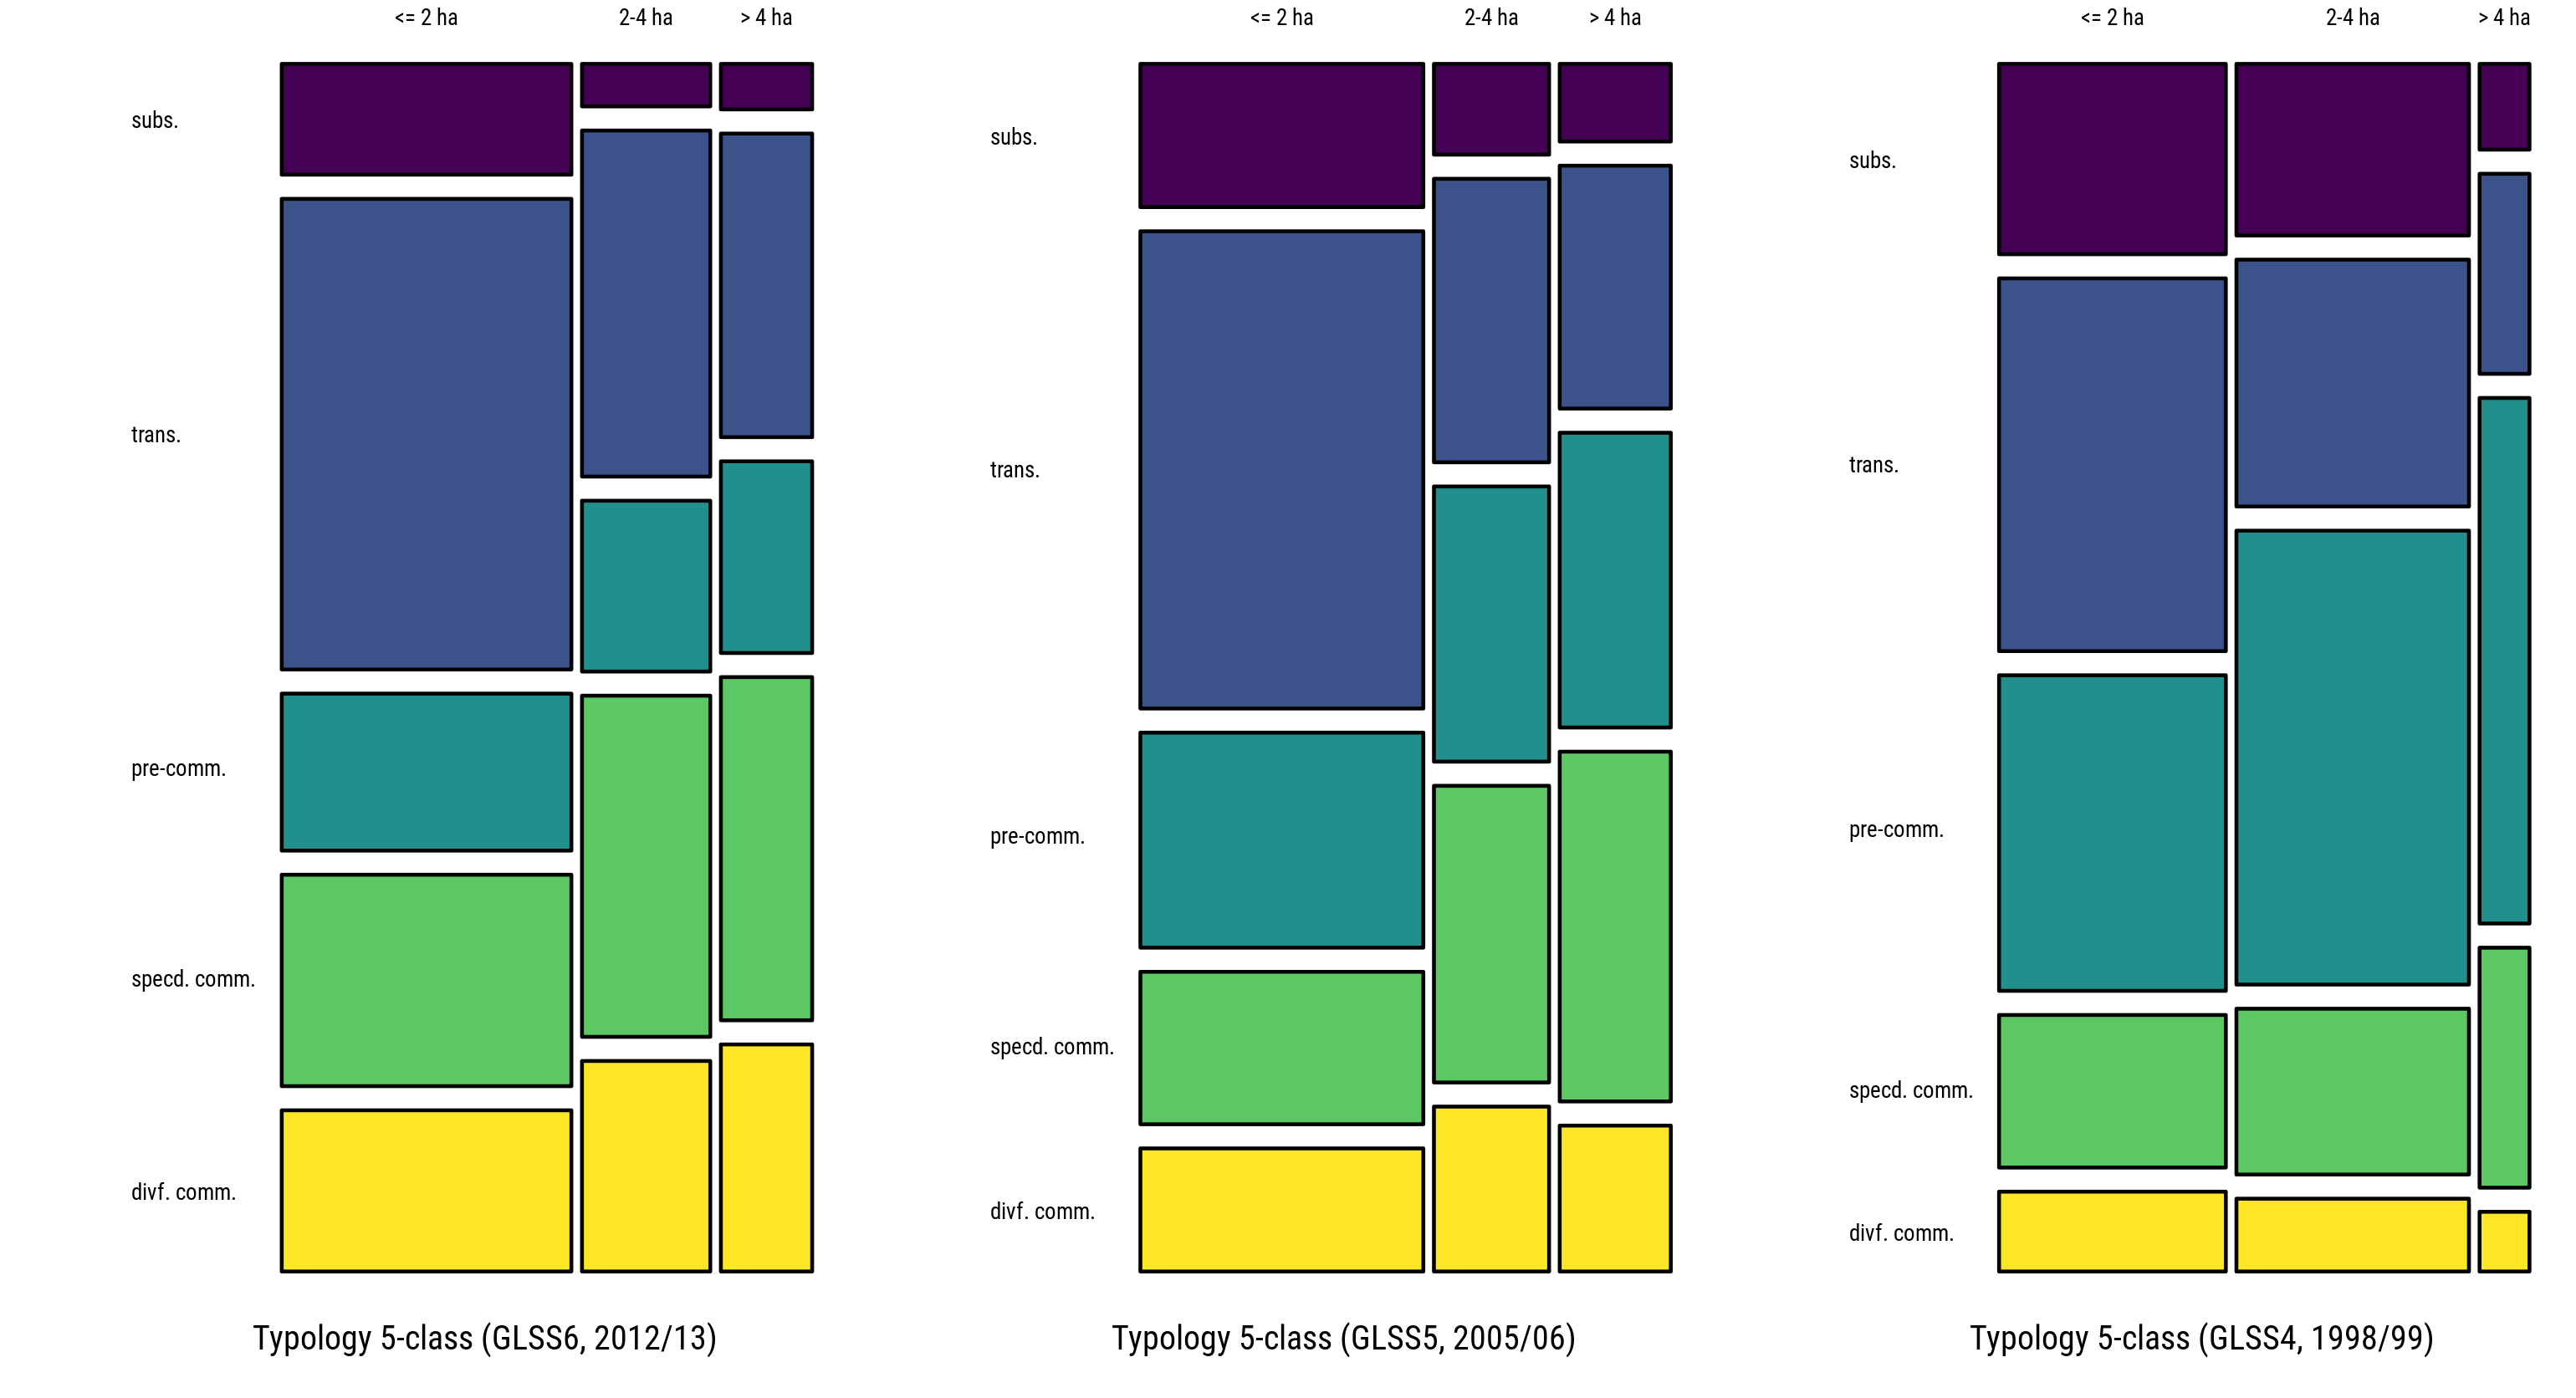 <= 2 ha 2-4 ha > 4 ha
subs.
trans.
pre-comm.
specd. comm.
divf. comm.
Typology 5-class (GLSS6, 2012/13)
<= 2 ha 2-4 ha > 4 ha
subs.
trans.
pre-comm.
specd. comm.
divf. comm.
Typology 5-class (GLSS5, 2005/06)
<= 2 ha 2-4 ha > 4 ha
subs.
trans.
pre-comm.
specd. comm.
divf. comm.
Typology 5-class (GLSS4, 1998/99)